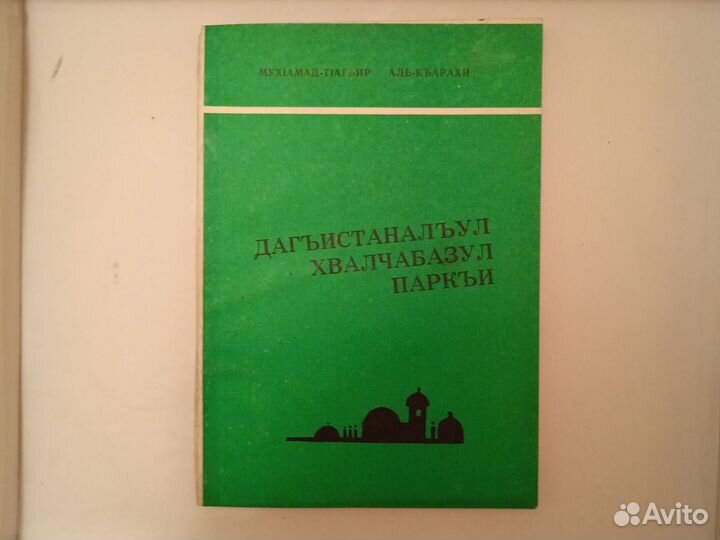 МУХIАМАД-ТIАГЬИР АЛЬ-КЪАРАХИ
ДАГЪИСТАНАЛЪУЛ
ХВАЛЧАБАЗУЛ
ПАРКЪИ
Avito